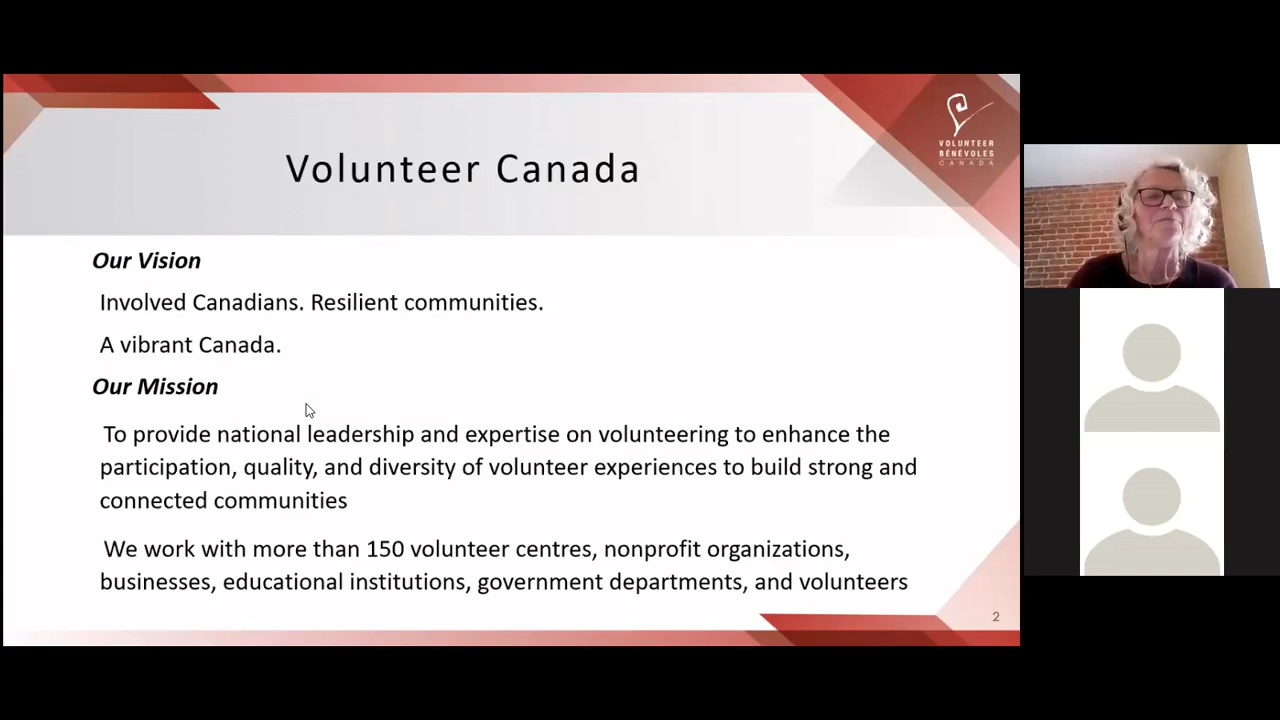 Volunteer Canada
VOLUNTEER
BÉNÉVOLES
CANADA
Our Vision
Involved Canadians. Resilient communities.
A vibrant Canada.
Our Mission
To provide national leadership and expertise on volunteering to enhance the
participation, quality, and diversity of volunteer experiences to build strong and
connected communities
We work with more than 150 volunteer centres, nonprofit organizations,
businesses, educational institutions, government departments, and volunteers
2